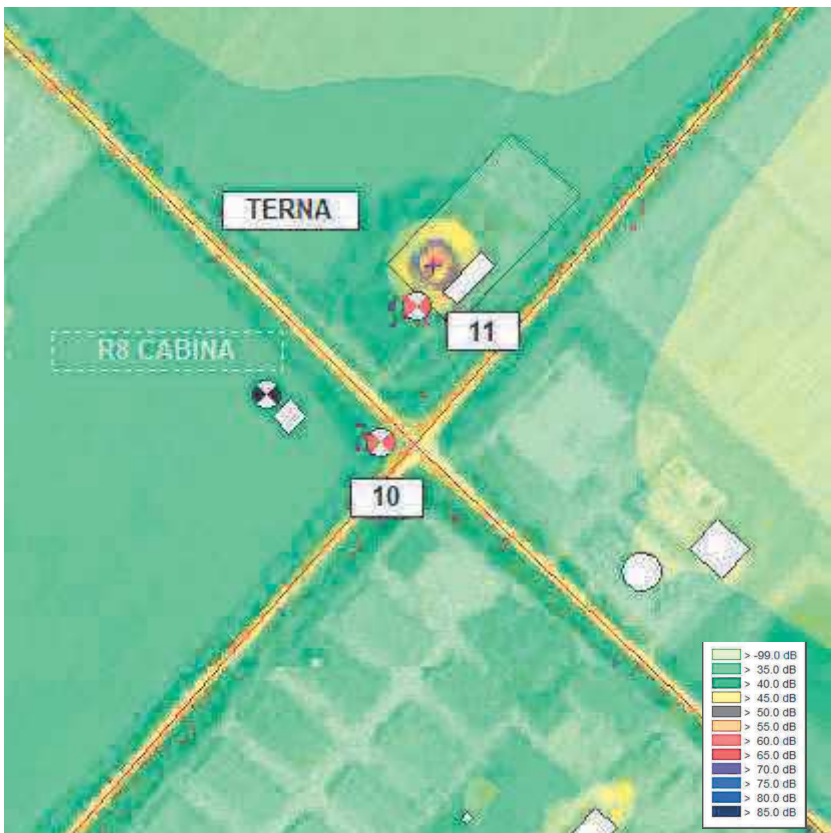 TERNA
11
R8 CABINA
10
> -99.0 dB
> 35.0 dB
> 40.0 dB
> 45.0 dB
> 50.0 dB
> 55.0 dB
> 60.0 dB
> 65.0 dB
> 70.0 dB
> 75.0 dB
> 80.0 dB
> 85.0 dB